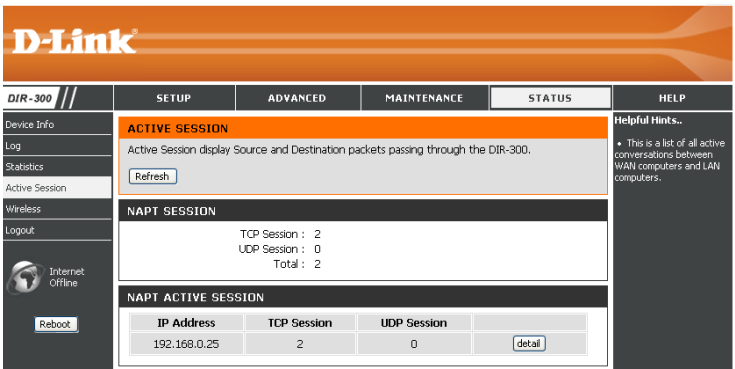 D-Link
DIR-300
SETUP
ADVANCED
MAINTENANCE
STATUS
HELP
Device Info
Log
Statistics
Active Session
Wireless
Logout
Internet
Offline
Reboot
ACTIVE SESSION
Active Session display Source and Destination packets passing through the DIR-300.
Refresh
NAPT SESSION
TCP Session : 2
UDP Session : 0
Total : 2
NAPT ACTIVE SESSION
IP Address TCP Session UDP Session
192.168.0.25 2 0 detail
Helpful Hints..
• This is a list of all active
conversations between
WAN computers and LAN
computers.